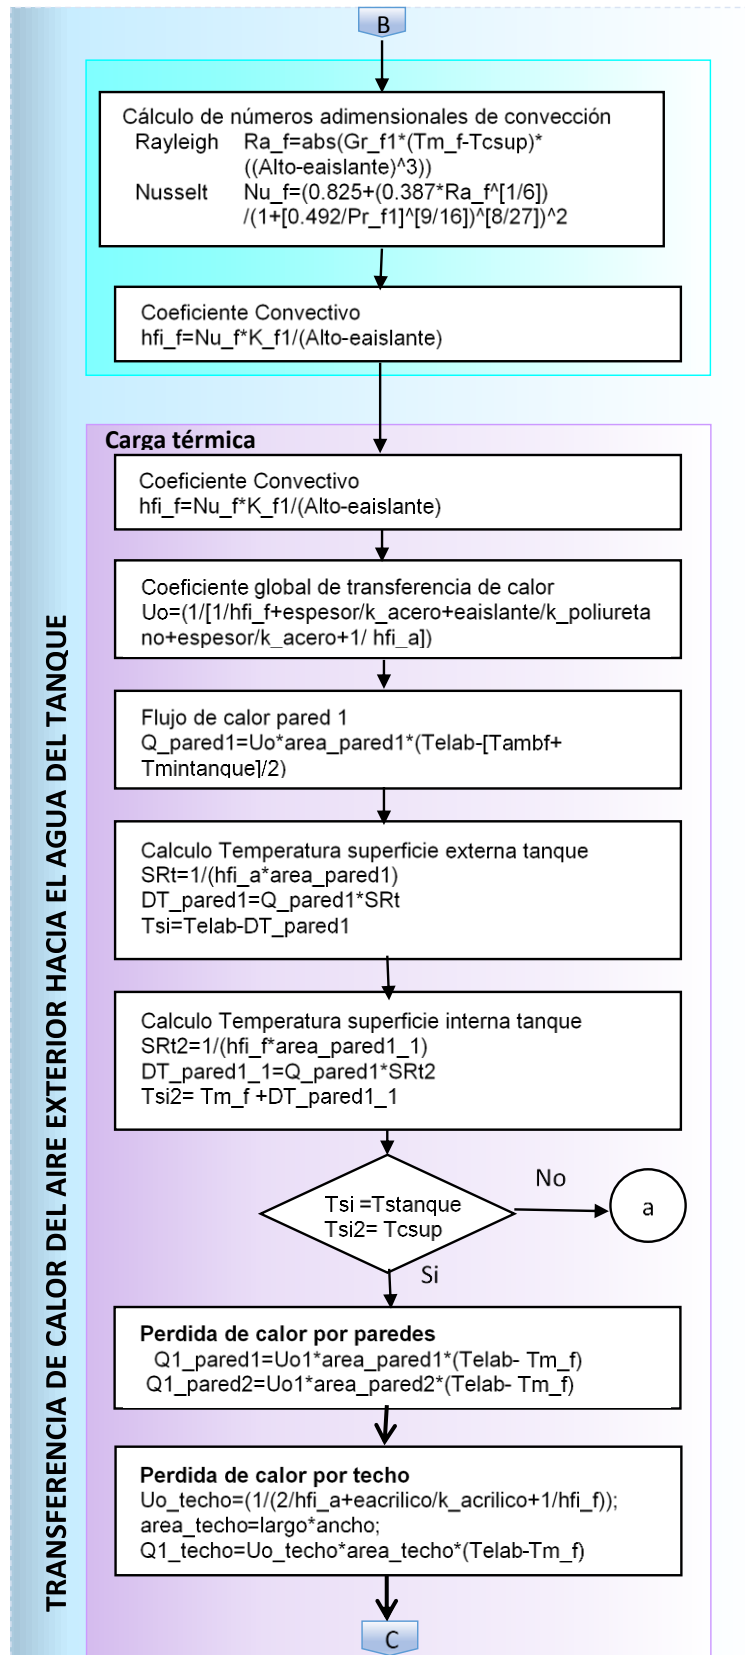 B
Cálculo de números adimensionales de convección
Rayleigh Ra_f=abs(Gr_f1*(Tm_f-Tcsup)*
((Alto-eaislante)^3))
Nusselt Nu_f=(0.825+(0.387*Ra_f^[1/6])
/(1+[0.492/Pr_f1]^[9/16])^[8/27])^2
Coeficiente Convectivo
hfi_f=Nu_f*K_f1/(Alto-eaislante)
Carga térmica
Coeficiente Convectivo
hfi_f=Nu_f*K_f1/(Alto-eaislante)
Coeficiente global de transferencia de calor
Uo=(1/[1/hfi_f+espesor/k_acero+eaislante/k_poliureta
no+espesor/k_acero+1/ hfi_a])
Flujo de calor pared 1
Q_pared1=Uo*area_pared1*(Telab-[Tambf+
Tmintanque]/2)
Calculo Temperatura superficie externa tanque
SRt=1/(hfi_a*area_pared1)
DT_pared1=Q_pared1*SRt
Tsi=Telab-DT_pared1
Calculo Temperatura superficie interna tanque
SRt2=1/(hfi_f*area_pared1_1)
DT_pared1_1=Q_pared1*SRt2
Tsi2= Tm_f +DT_pared1_1
Tsi =Tstanque
Tsi2= Tcsup
No
a
Si
Perdida de calor por paredes
Q1_pared1=Uo1*area_pared1*(Telab- Tm_f)
Q1_pared2=Uo1*area_pared2*(Telab- Tm_f)
Perdida de calor por techo
Uo_techo=(1/(2/hfi_a+eacrilico/k_acrilico+1/hfi_f));
area_techo=largo*ancho;
Q1_techo=Uo_techo*area_techo*(Telab-Tm_f)
C
TRANSFERENCIA DE CALOR DEL AIRE EXTERIOR HACIA EL AGUA DEL TANQUE